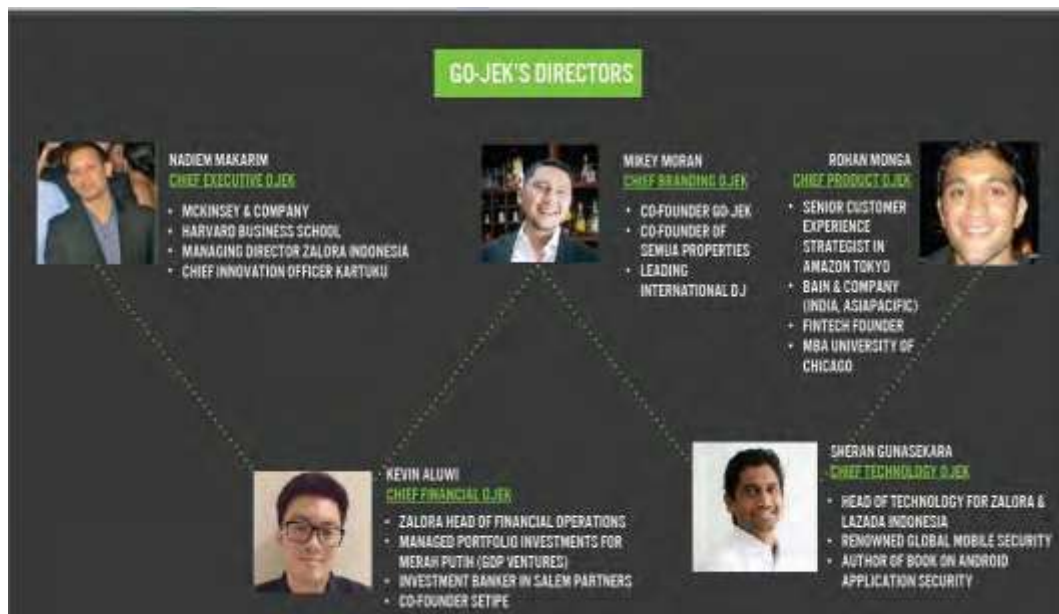 GO-JEK'S DIRECTORS
NADIEM MAKARIM
CHIEF EXECUTIVE DJEK
• MCKINSEY & COMPANY
• HARVARD BUSINESS SCHOOL
• MANAGING DIRECTOR ZALORA INDONESIA
• CHIEF INNOVATION OFFICER KARTUKU
MIKEY MORAN
CHIEF BRANDING DJEK
• CO-FOUNDER GO-JEK
• CO-FOUNDER OF
SEMUA PROPERTIES
• LEADING
INTERNATIONAL DJ
ROHAN MONGA
CHIEF PRODUCT DJEK
• SENIOR CUSTOMER
EXPERIENCE
STRATEGIST IN
AMAZON TOKYO
• BAIN & COMPANY
(INDIA, ASIAPACIFIC)
• FINTECH FOUNDER
• MBA UNIVERSITY OF
CHICAGO
KEVIN ALUWI
CHIEF FINANCIAL DJEK
• ZALORA HEAD OF FINANCIAL OPERATIONS
• MANAGED PORTFOLIO INVESTMENTS FOR
MERAH PUTIH (GDP VENTURES)
• INVESTMENT BANKER IN SALEM PARTNERS
• CO-FOUNDER SETIPE
SHERAN GUNASEKARA
CHIEF TECHNOLOGY DJEK
• HEAD OF TECHNOLOGY FOR ZALORA &
LAZADA INDONESIA
• RENOWNED GLOBAL MOBILE SECURITY
• AUTHOR OF BOOK ON ANDROID
APPLICATION SECURITY